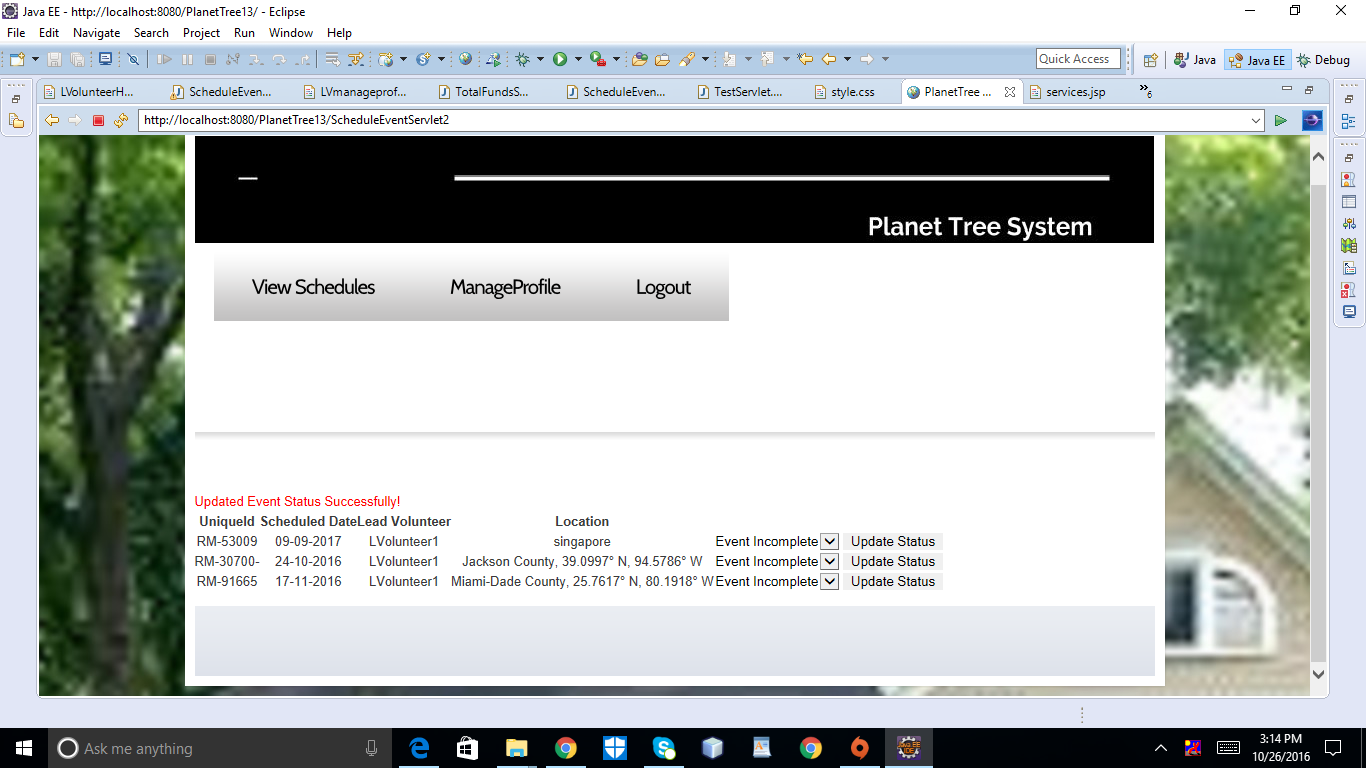 Java EE - http://localhost:8080/PlanetTree13/ - Eclipse
File Edit Navigate Search Project Run Window Help
Quick Access Java Java EE Debug
LVolunteerH... ScheduleEven... LVmanageprof... TotalFundsS... ScheduleEven... TestServlet.... style.css PlanetTree ... services.jsp »6
http://localhost:8080/PlanetTree13/ScheduleEventServlet2
Planet Tree System
View Schedules ManageProfile Logout
Updated Event Status Successfully!
UniqueId Scheduled Date Lead Volunteer Location
RM-53009 09-09-2017 LVolunteer1 singapore Event Incomplete Update Status
RM-30700- 24-10-2016 LVolunteer1 Jackson County, 39.0997° N, 94.5786° W Event Incomplete Update Status
RM-91665 17-11-2016 LVolunteer1 Miami-Dade County, 25.7617° N, 80.1918° W Event Incomplete Update Status
Ask me anything
3:14 PM
10/26/2016